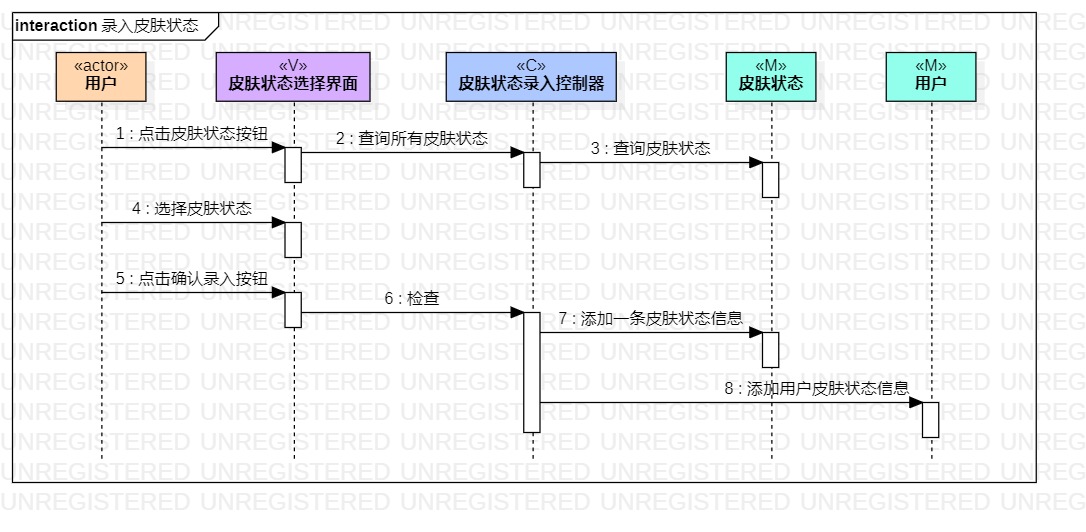 interaction 录入皮肤状态
«actor»
用户
«V»
皮肤状态选择界面
«C»
皮肤状态录入控制器
«M»
皮肤状态
«M»
用户
1 : 点击皮肤状态按钮
2 : 查询所有皮肤状态
3 : 查询皮肤状态
4 : 选择皮肤状态
5 : 点击确认录入按钮
6 : 检查
7 : 添加一条皮肤状态信息
8 : 添加用户皮肤状态信息
UNREGISTERED